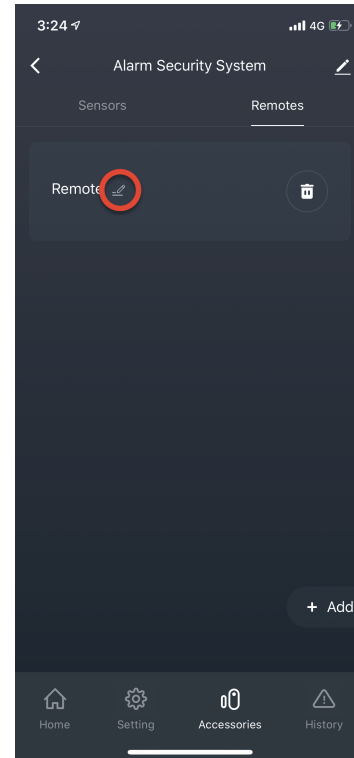 3:24 4G
Alarm Security System
Sensors Remotes
Remote
+ Add
Home Setting Accessories History